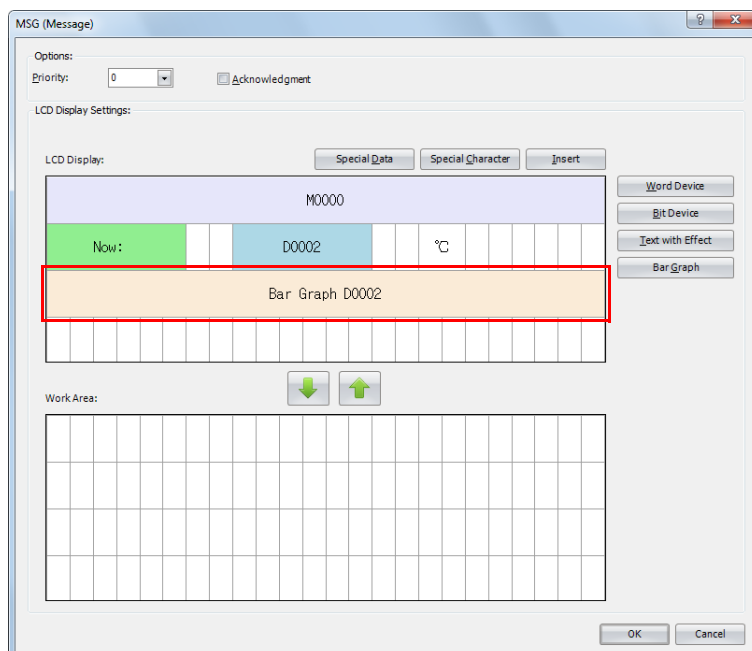 MSG (Message)
Options:
Priority: 0 Acknowledgment
LCD Display Settings:
LCD Display: Special Data Special Character Insert
M0000
Now: D0002 ℃
Bar Graph D0002
Word Device
Bit Device
Text with Effect
Bar Graph
Work Area:
OK Cancel